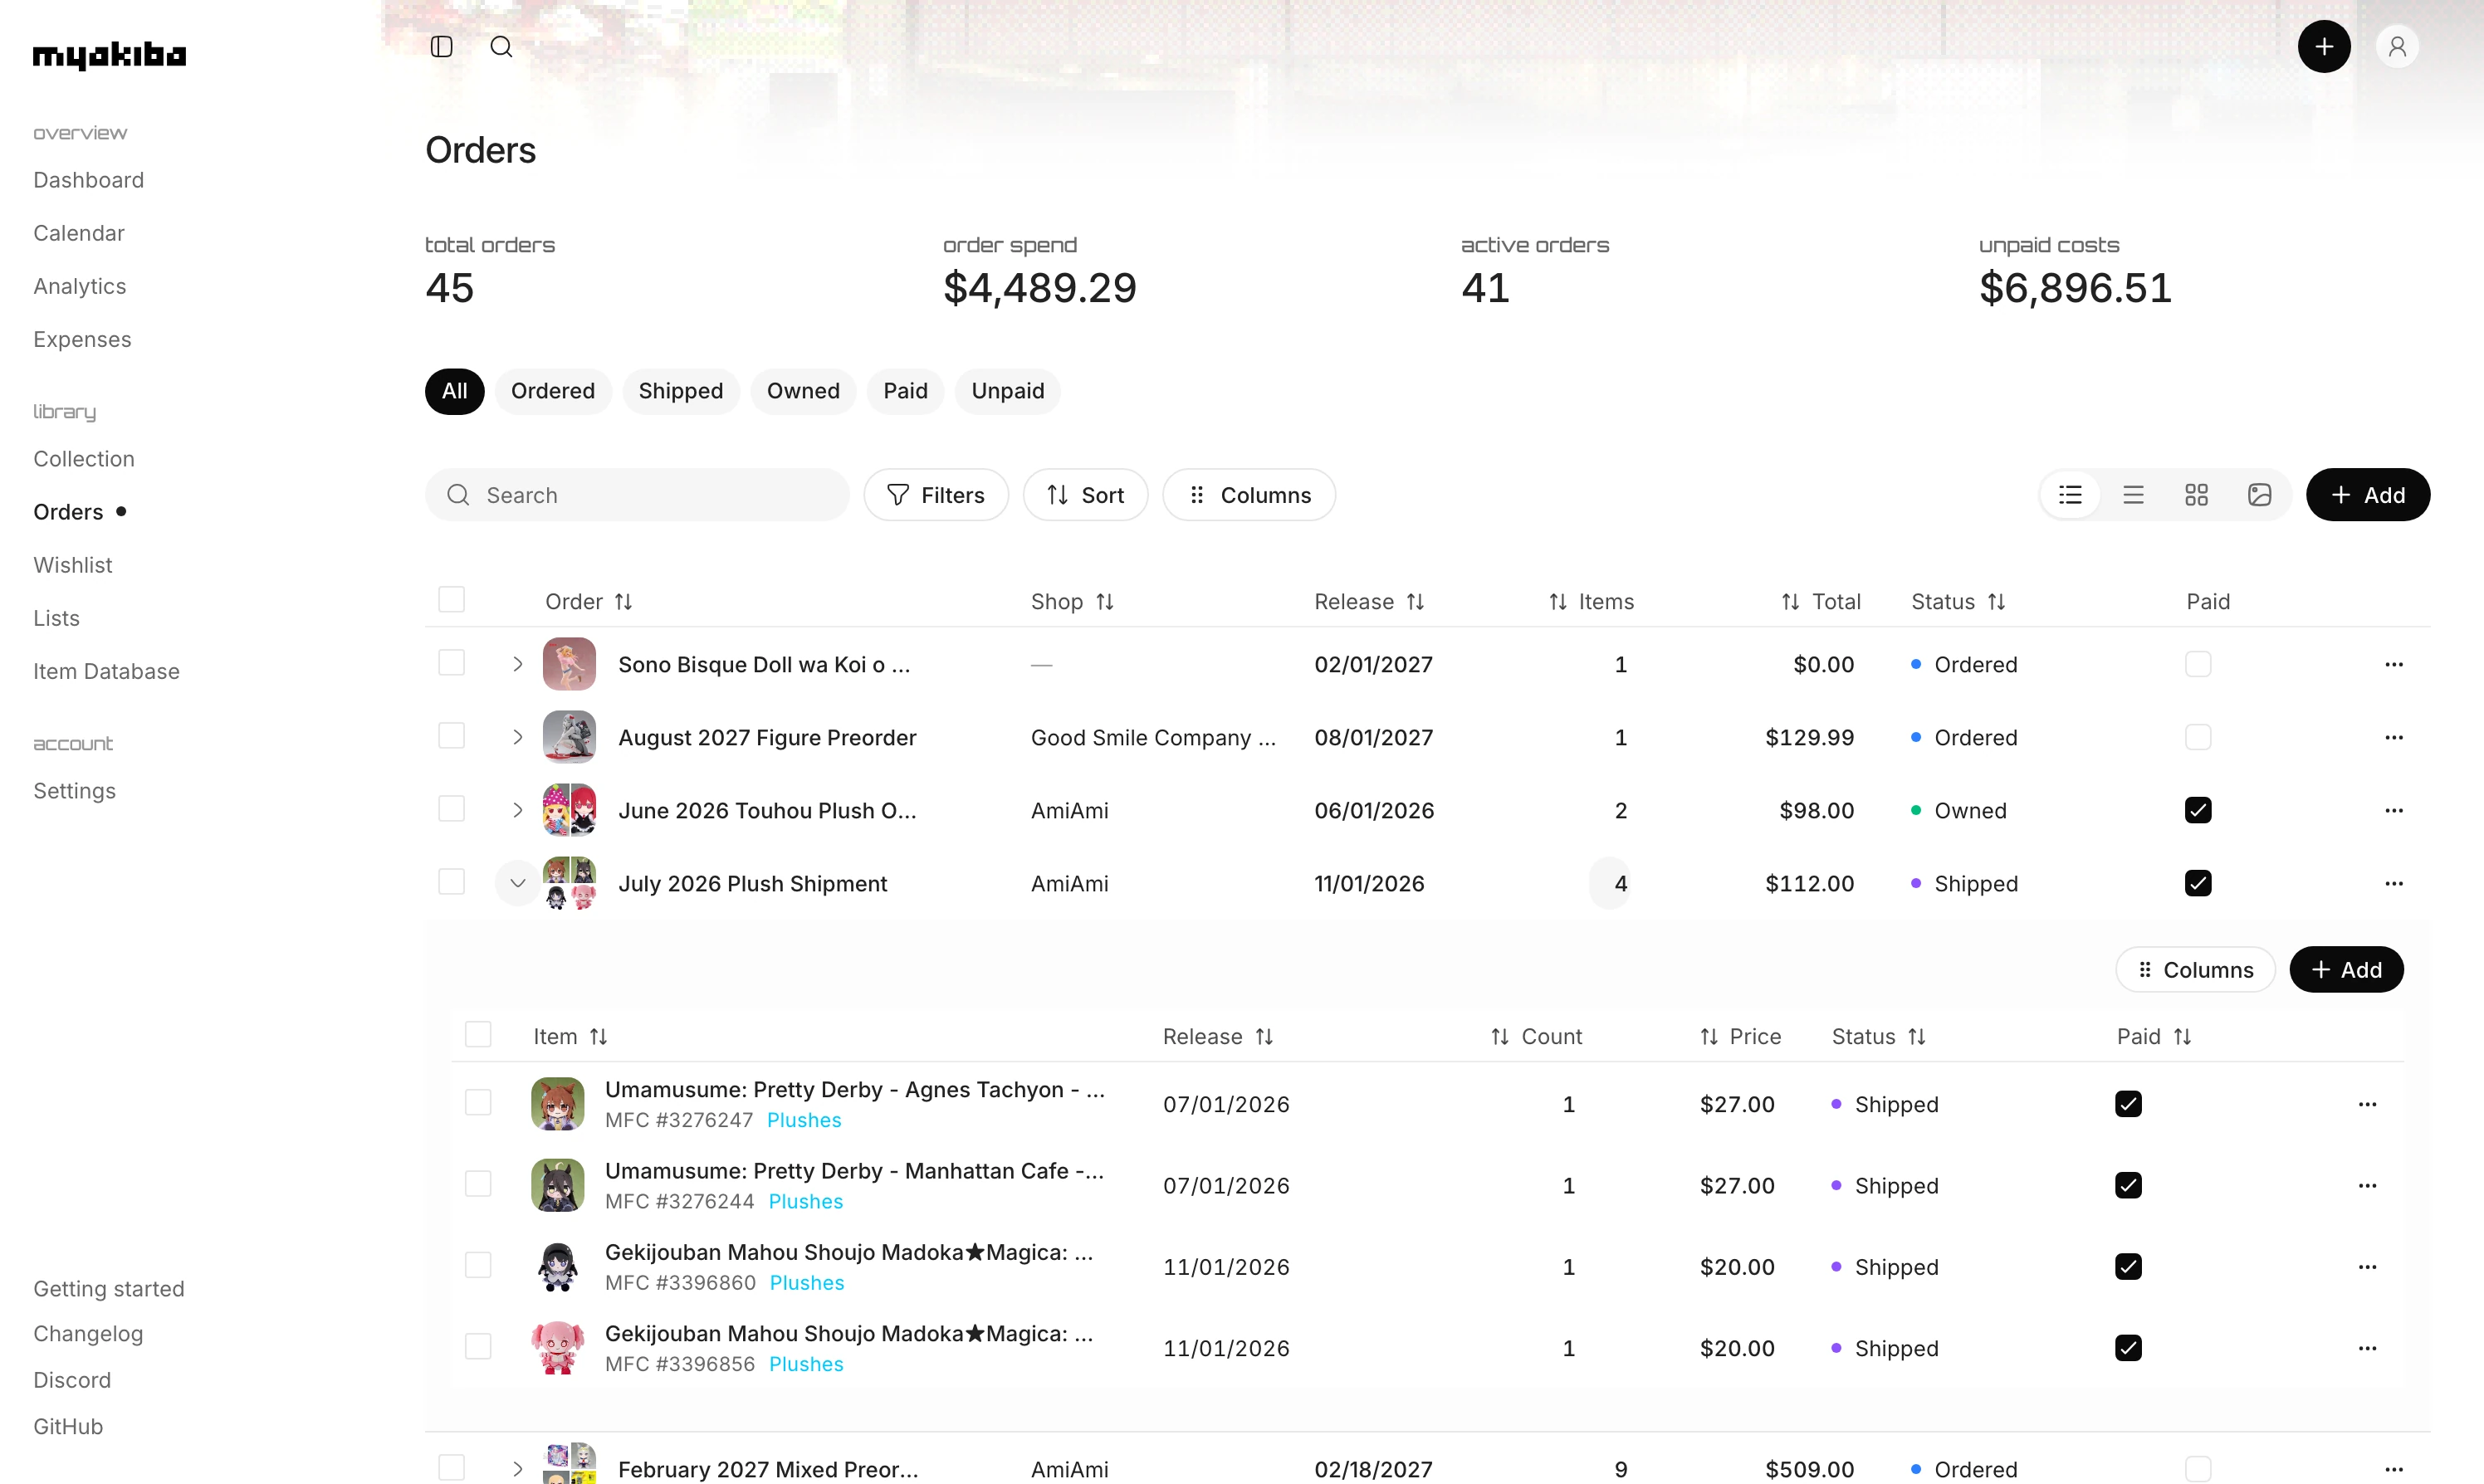 myakiba
overview
Dashboard
Calendar
Analytics
Expenses
library
Collection
Orders
Wishlist
Lists
Item Database
account
Settings
Getting started
Changelog
Discord
GitHub
Orders
total orders
45
order spend
$4,489.29
active orders
41
unpaid costs
$6,896.51
All Ordered Shipped Owned Paid Unpaid
Search Filters Sort Columns Add
Order Shop Release Items Total Status Paid
Sono Bisque Doll wa Koi o ... — 02/01/2027 1 $0.00 Ordered
August 2027 Figure Preorder Good Smile Company ... 08/01/2027 1 $129.99 Ordered
June 2026 Touhou Plush O... AmiAmi 06/01/2026 2 $98.00 Owned
July 2026 Plush Shipment AmiAmi 11/01/2026 4 $112.00 Shipped
Columns Add
Item Release Count Price Status Paid
Umamusume: Pretty Derby - Agnes Tachyon - ... 07/01/2026 1 $27.00 Shipped
MFC #3276247 Plushes
Umamusume: Pretty Derby - Manhattan Cafe -... 07/01/2026 1 $27.00 Shipped
MFC #3276244 Plushes
Gekijouban Mahou Shoujo Madoka★Magica: ... 11/01/2026 1 $20.00 Shipped
MFC #3396860 Plushes
Gekijouban Mahou Shoujo Madoka★Magica: ... 11/01/2026 1 $20.00 Shipped
MFC #3396856 Plushes
February 2027 Mixed Preor... AmiAmi 02/18/2027 9 $509.00 Ordered